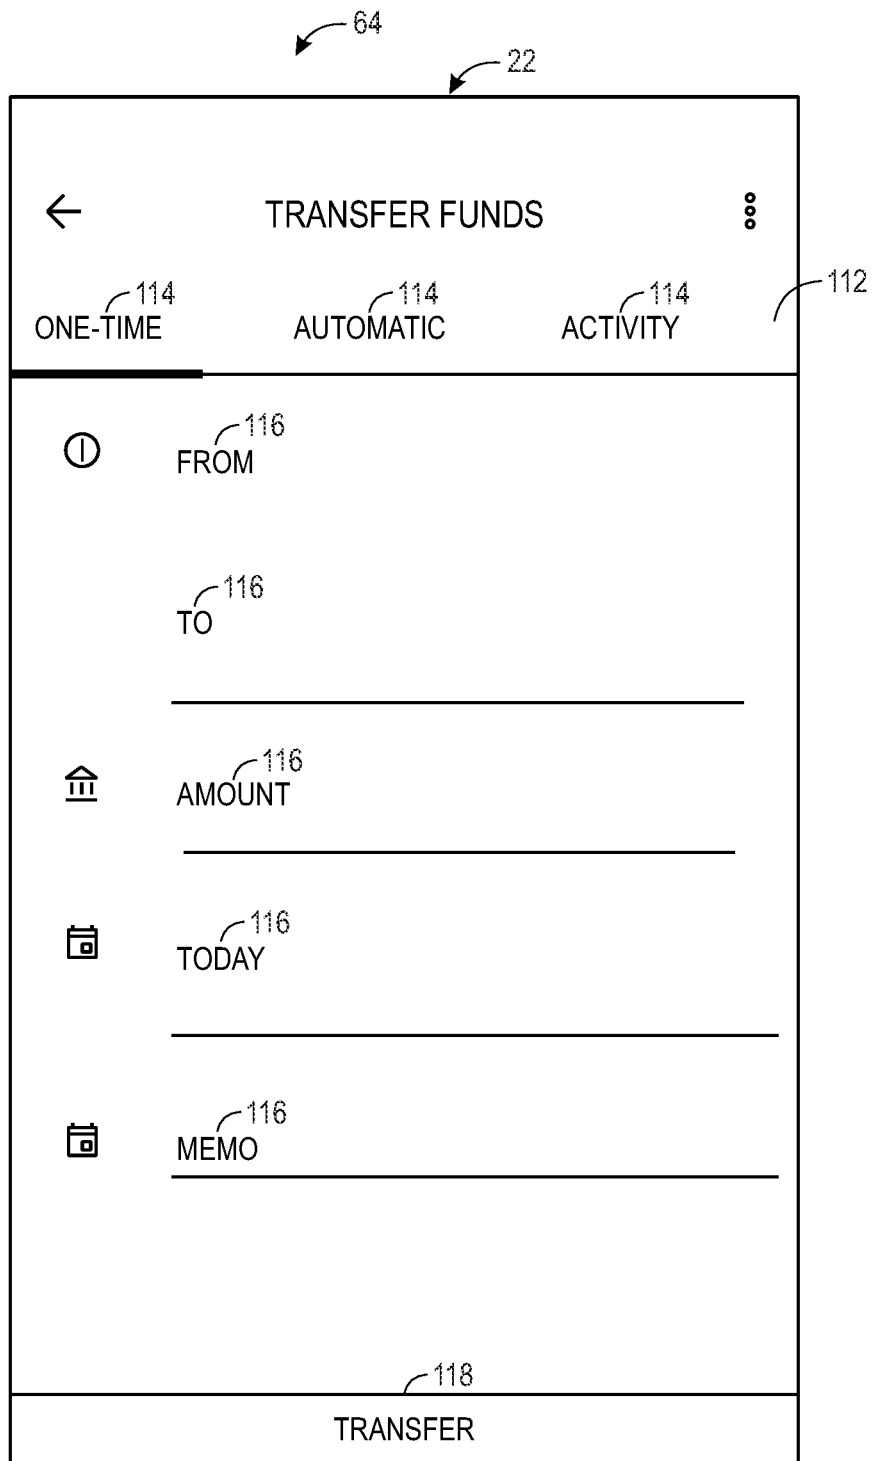 64
22
TRANSFER FUNDS
114 114 114 112
ONE-TIME AUTOMATIC ACTIVITY
116
FROM
116
TO
116
AMOUNT
116
TODAY
116
MEMO
118
TRANSFER